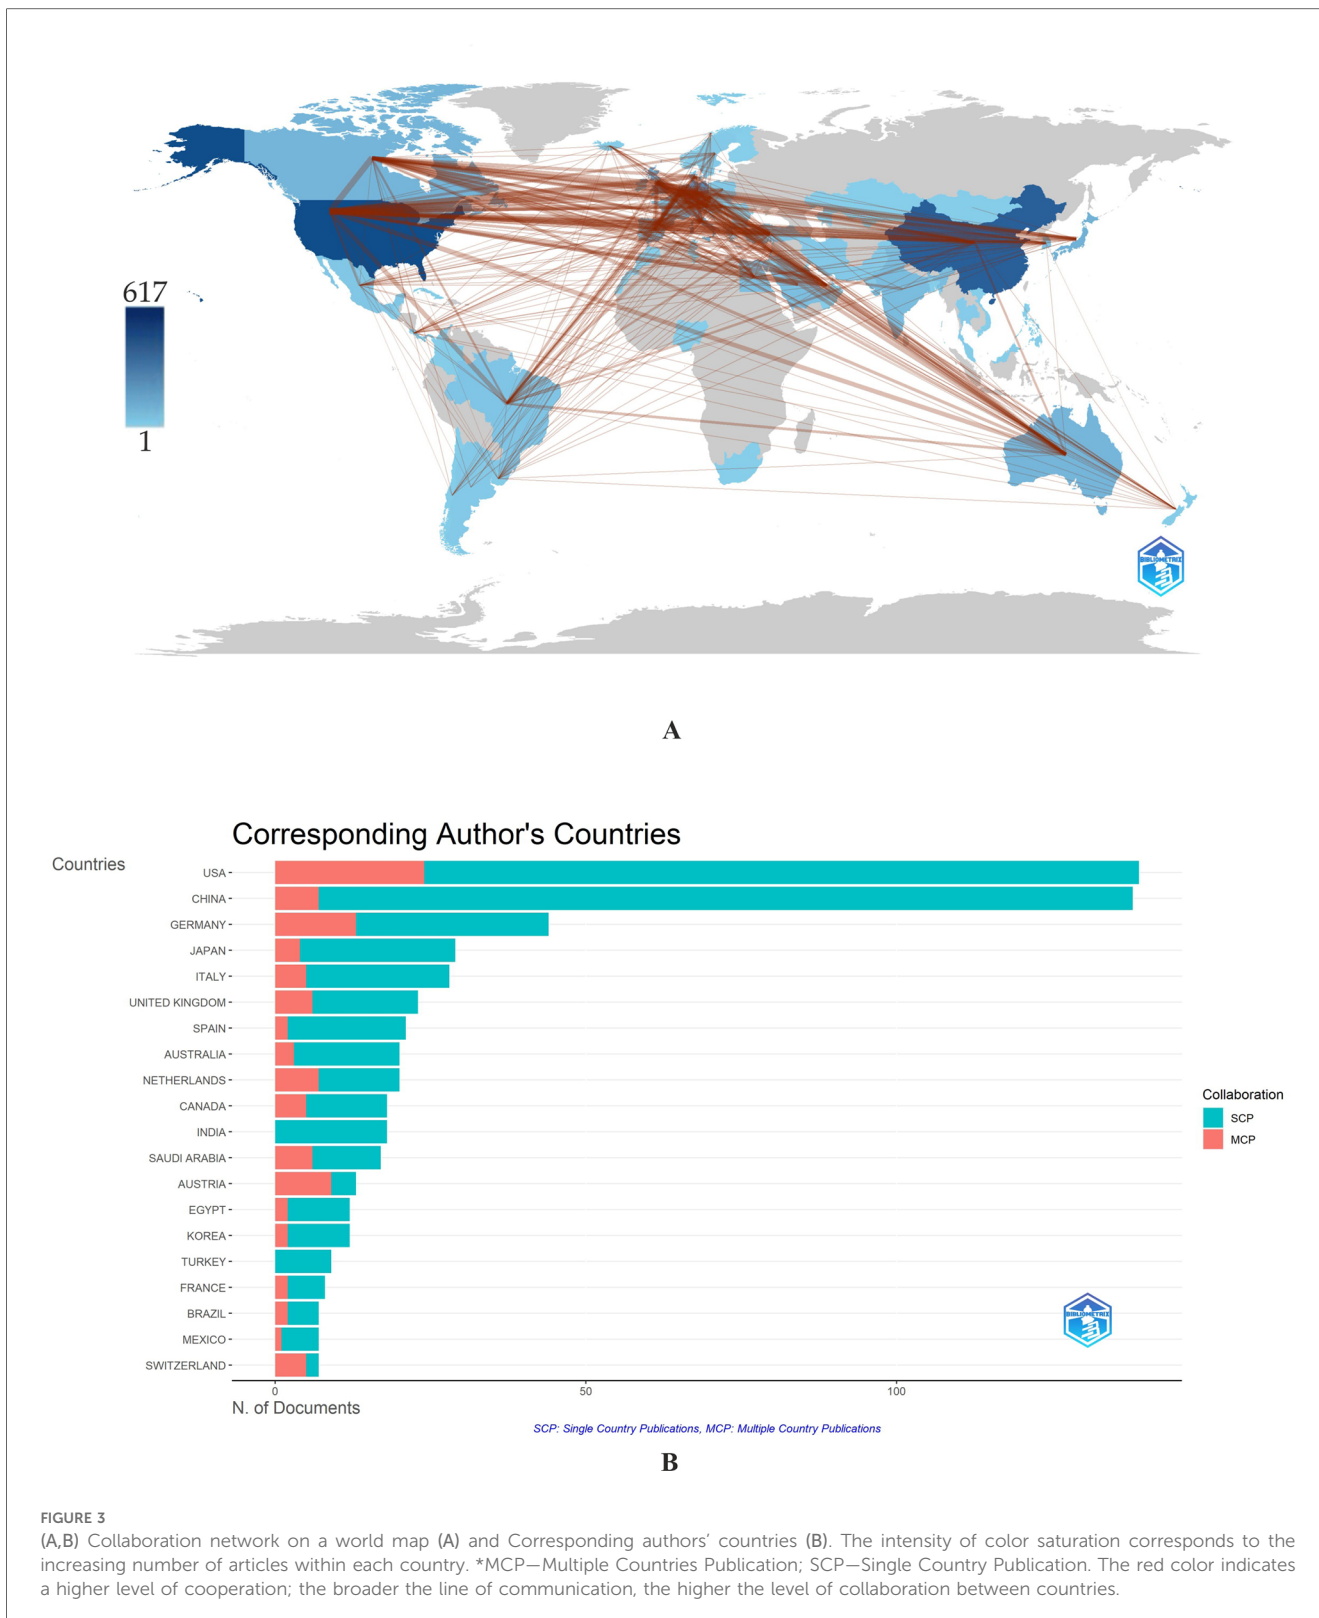 617
1
BIBLIOMETRIX
A
Corresponding Author's Countries
Countries
USA
CHINA
GERMANY
JAPAN
ITALY
UNITED KINGDOM
SPAIN
AUSTRALIA
NETHERLANDS
CANADA
INDIA
SAUDI ARABIA
AUSTRIA
EGYPT
KOREA
TURKEY
FRANCE
BRAZIL
MEXICO
SWITZERLAND
Collaboration
SCP
MCP
BIBLIOMETRIX
0 50 100
N. of Documents
SCP: Single Country Publications, MCP: Multiple Country Publications
B
FIGURE 3
(A,B) Collaboration network on a world map (A) and Corresponding authors' countries (B). The intensity of color saturation corresponds to the
increasing number of articles within each country. *MCP—Multiple Countries Publication; SCP—Single Country Publication. The red color indicates
a higher level of cooperation; the broader the line of communication, the higher the level of collaboration between countries.